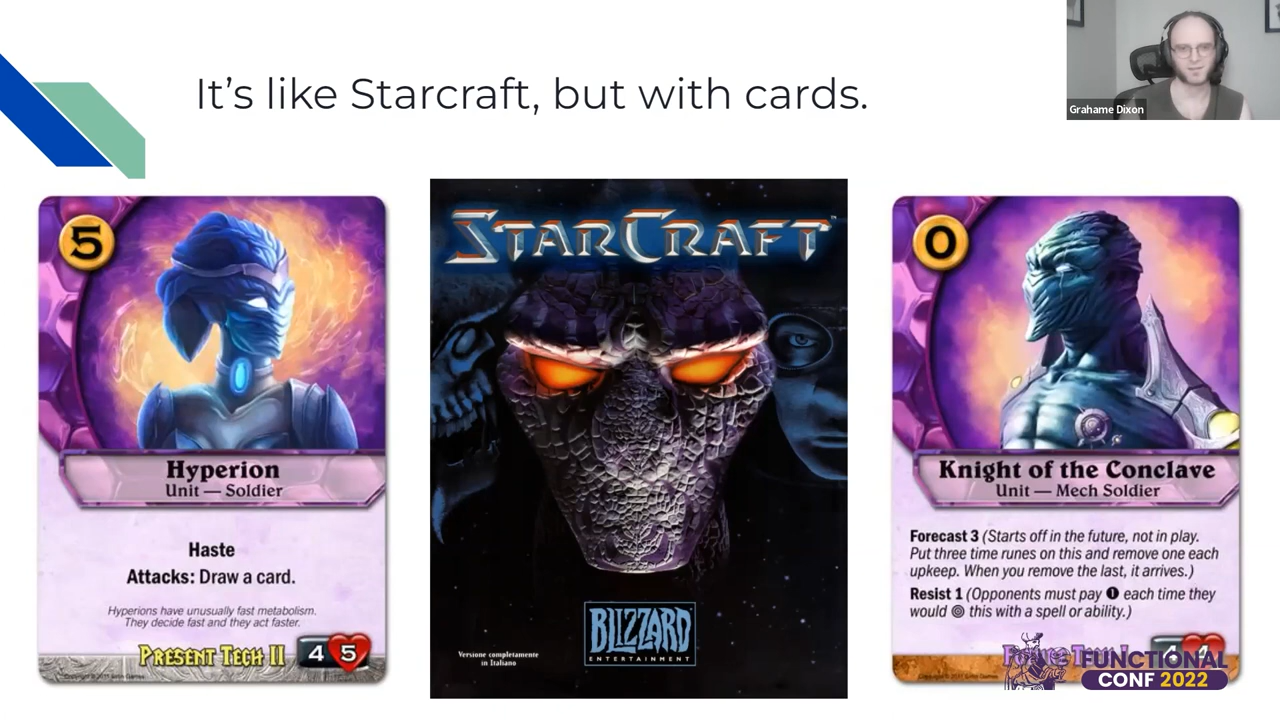 It's like Starcraft, but with cards.
Grahame Dixon
5
Hyperion
Unit — Soldier
Haste
Attacks: Draw a card.
Hyperions have unusually fast metabolism.
They decide fast and they act faster.
Present Tech II
4 5
StarCraft™
Versione completamente
in Italiano
BLIZZARD
ENTERTAINMENT
0
Knight of the Conclave
Unit — Mech Soldier
Forecast 3 (Starts off in the future, not in play.
Put three time runes on this and remove one each
upkeep. When you remove the last, it arrives.)
Resist 1 (Opponents must pay 1 each time they
would ◎ this with a spell or ability.)
FUNCTIONAL
CONF 2022